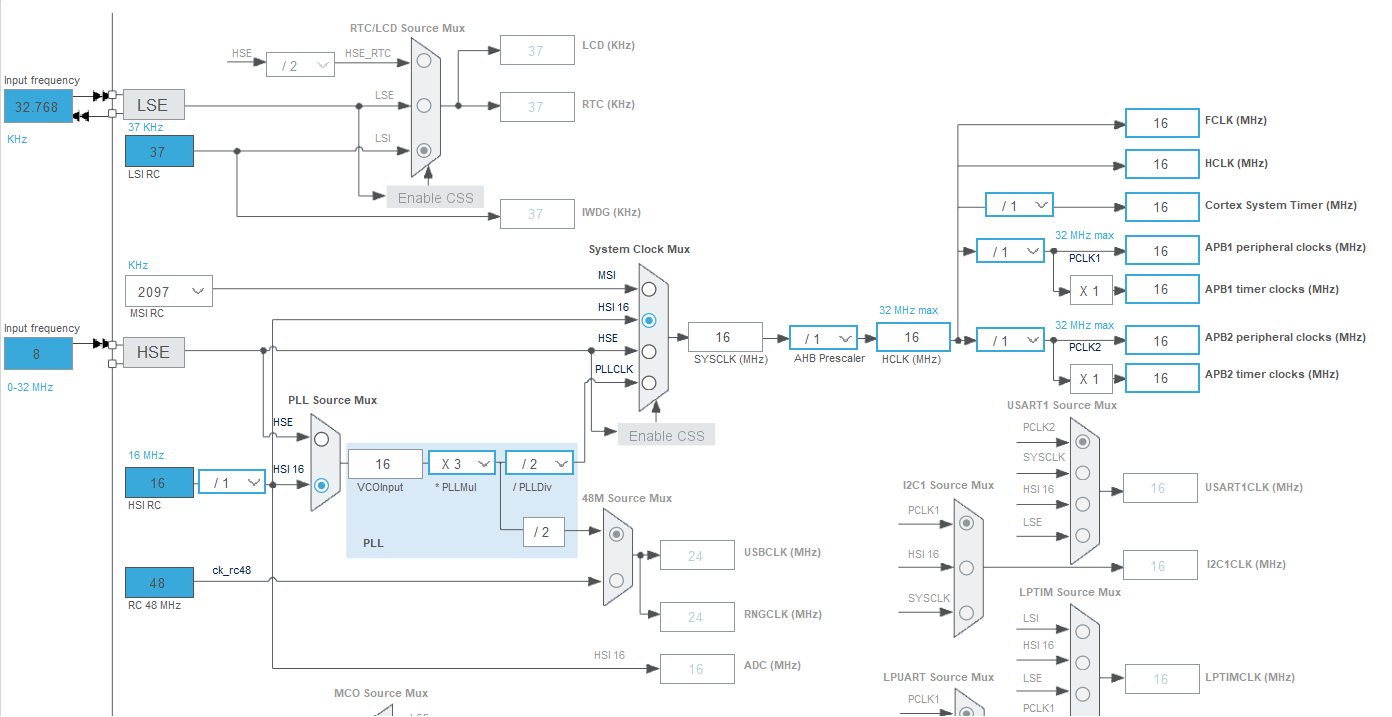 RTC/LCD Source Mux
HSE
/ 2
HSE_RTC
37
LCD (KHz)
Input frequency
32.768
KHz
LSE
LSE
37
RTC (KHz)
37 KHz
37
LSI RC
LSI
Enable CSS
37
IWDG (KHz)
16
FCLK (MHz)
16
HCLK (MHz)
/ 1
16
Cortex System Timer (MHz)
32 MHz max
/ 1
PCLK1
16
APB1 peripheral clocks (MHz)
X 1
16
APB1 timer clocks (MHz)
System Clock Mux
KHz
2097
MSI RC
MSI
HSI 16
HSE
PLLCLK
Input frequency
8
0-32 MHz
HSE
16
SYSCLK (MHz)
/ 1
AHB Prescaler
32 MHz max
16
HCLK (MHz)
32 MHz max
/ 1
PCLK2
16
APB2 peripheral clocks (MHz)
X 1
16
APB2 timer clocks (MHz)
Enable CSS
PLL Source Mux
HSE
HSI 16
16 MHz
16
HSI RC
/ 1
16
VCOInput
X 3
* PLLMul
/ 2
/ PLLDiv
/ 2
PLL
48M Source Mux
24
USBCLK (MHz)
48
RC 48 MHz
ck_rc48
24
RNGCLK (MHz)
HSI 16
16
ADC (MHz)
MCO Source Mux
USART1 Source Mux
PCLK2
SYSCLK
HSI 16
LSE
16
USART1CLK (MHz)
I2C1 Source Mux
PCLK1
HSI 16
SYSCLK
16
I2C1CLK (MHz)
LPTIM Source Mux
LSI
HSI 16
LSE
PCLK1
16
LPTIMCLK (MHz)
LPUART Source Mux
PCLK1